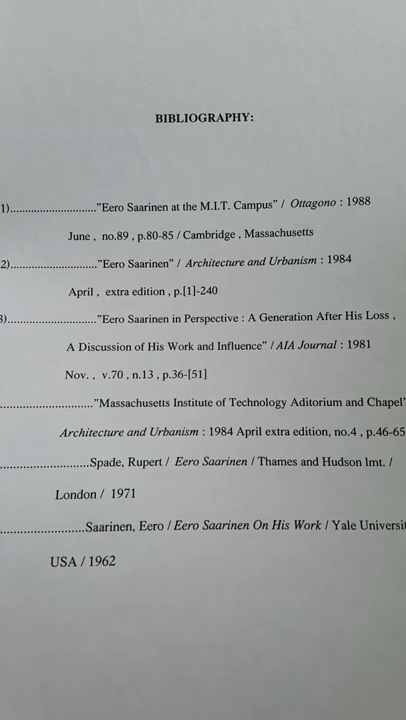 BIBLIOGRAPHY:
1).............................."Eero Saarinen at the M.I.T. Campus" / Ottagono : 1988
June , no.89 , p.80-85 / Cambridge , Massachusetts
2)............................."Eero Saarinen" / Architecture and Urbanism : 1984
April , extra edition , p.[1]-240
3).............................."Eero Saarinen in Perspective : A Generation After His Loss ,
A Discussion of His Work and Influence" / AIA Journal : 1981
Nov. , v.70 , n.13 , p.36-[51]
..............................."Massachusetts Institute of Technology Aditorium and Chapel"
Architecture and Urbanism : 1984 April extra edition, no.4 , p.46-65
..............................Spade, Rupert / Eero Saarinen / Thames and Hudson lmt. /
London / 1971
............................Saarinen, Eero / Eero Saarinen On His Work / Yale Universit
USA / 1962